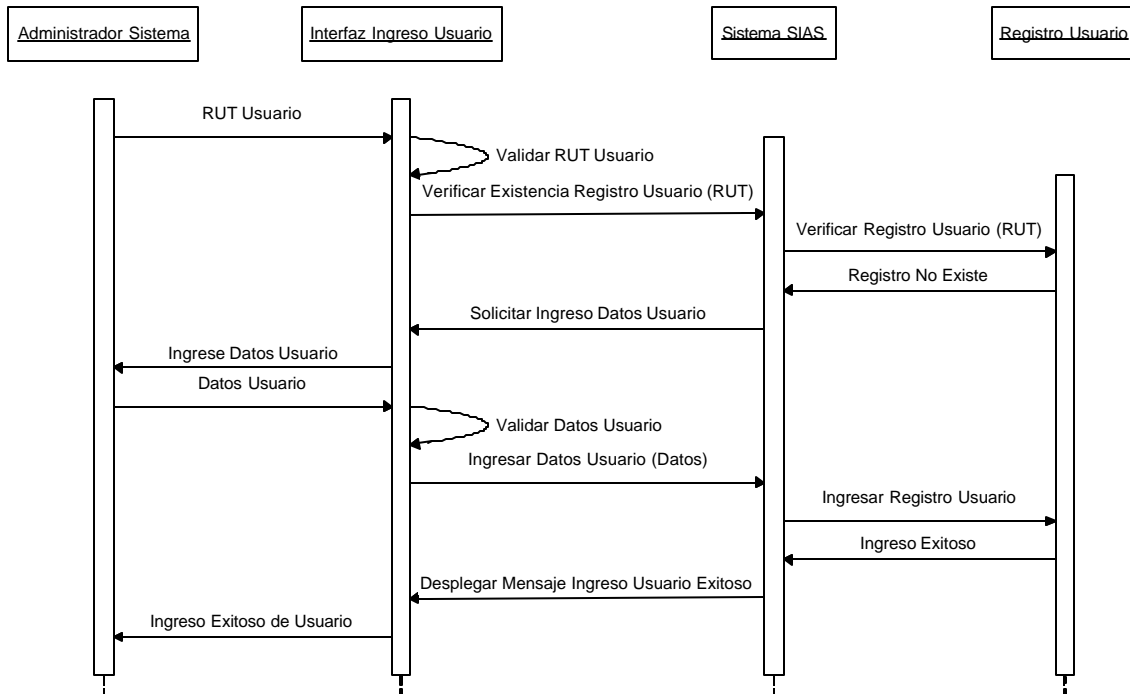 Administrador Sistema
Interfaz Ingreso Usuario
Sistema SIAS
Registro Usuario
RUT Usuario
Validar RUT Usuario
Verificar Existencia Registro Usuario (RUT)
Verificar Registro Usuario (RUT)
Registro No Existe
Solicitar Ingreso Datos Usuario
Ingrese Datos Usuario
Datos Usuario
Validar Datos Usuario
Ingresar Datos Usuario (Datos)
Ingresar Registro Usuario
Ingreso Exitoso
Desplegar Mensaje Ingreso Usuario Exitoso
Ingreso Exitoso de Usuario